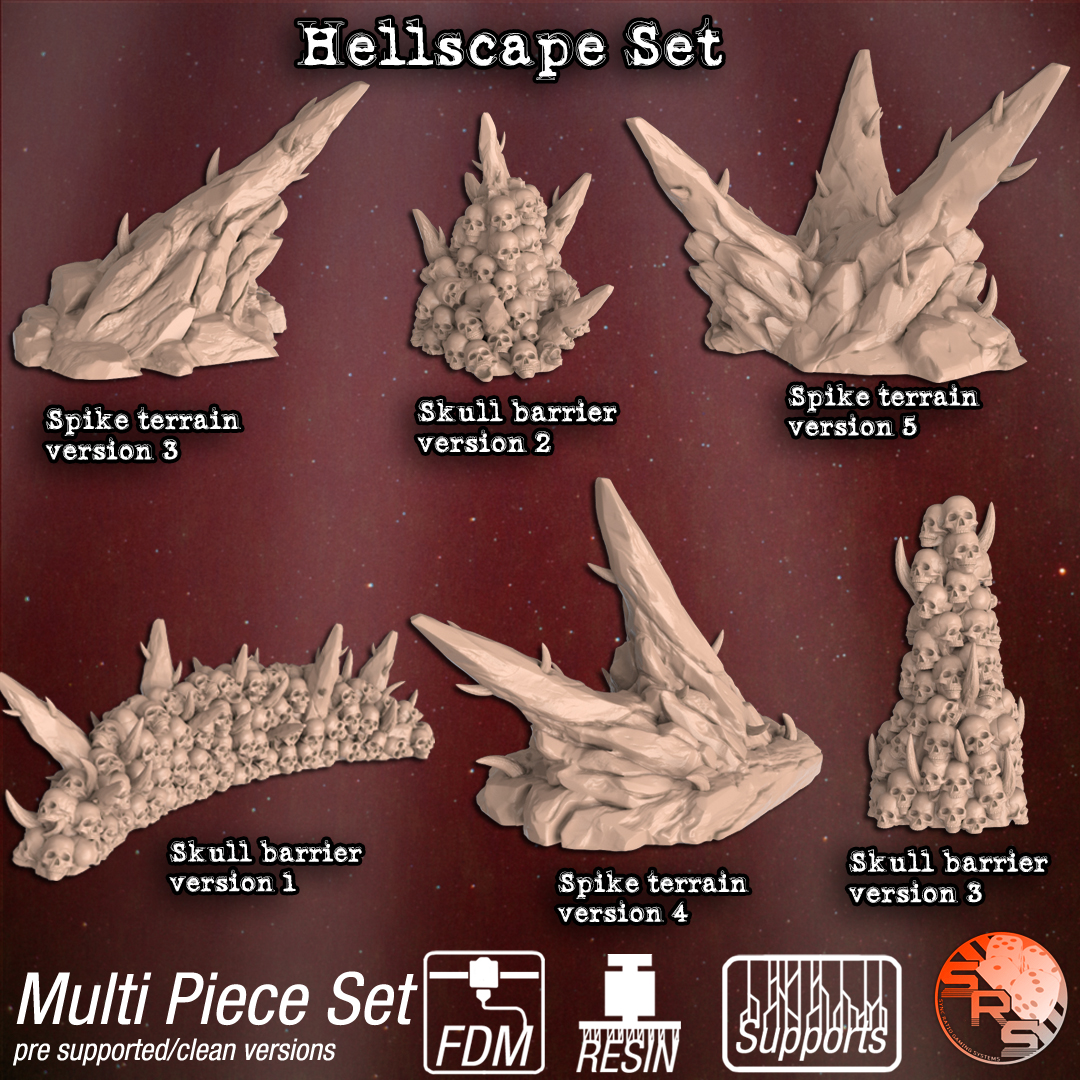 Hellscape Set
Spike terrain
version 3
Skull barrier
version 2
Spike terrain
version 5
Skull barrier
version 1
Spike terrain
version 4
Skull barrier
version 3
Multi Piece Set
pre supported/clean versions
FDM
RESIN
Supports
SRS